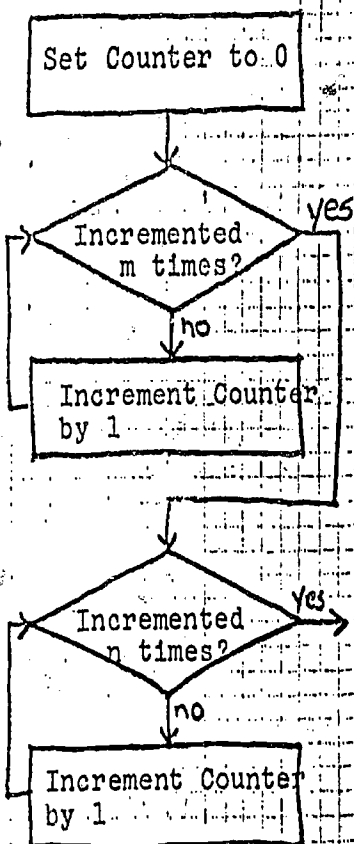 Set Counter to 0
yes
Incremented
m times?
no
Increment Counter
by 1
yes
Incremented
n times?
no
Increment Counter
by 1